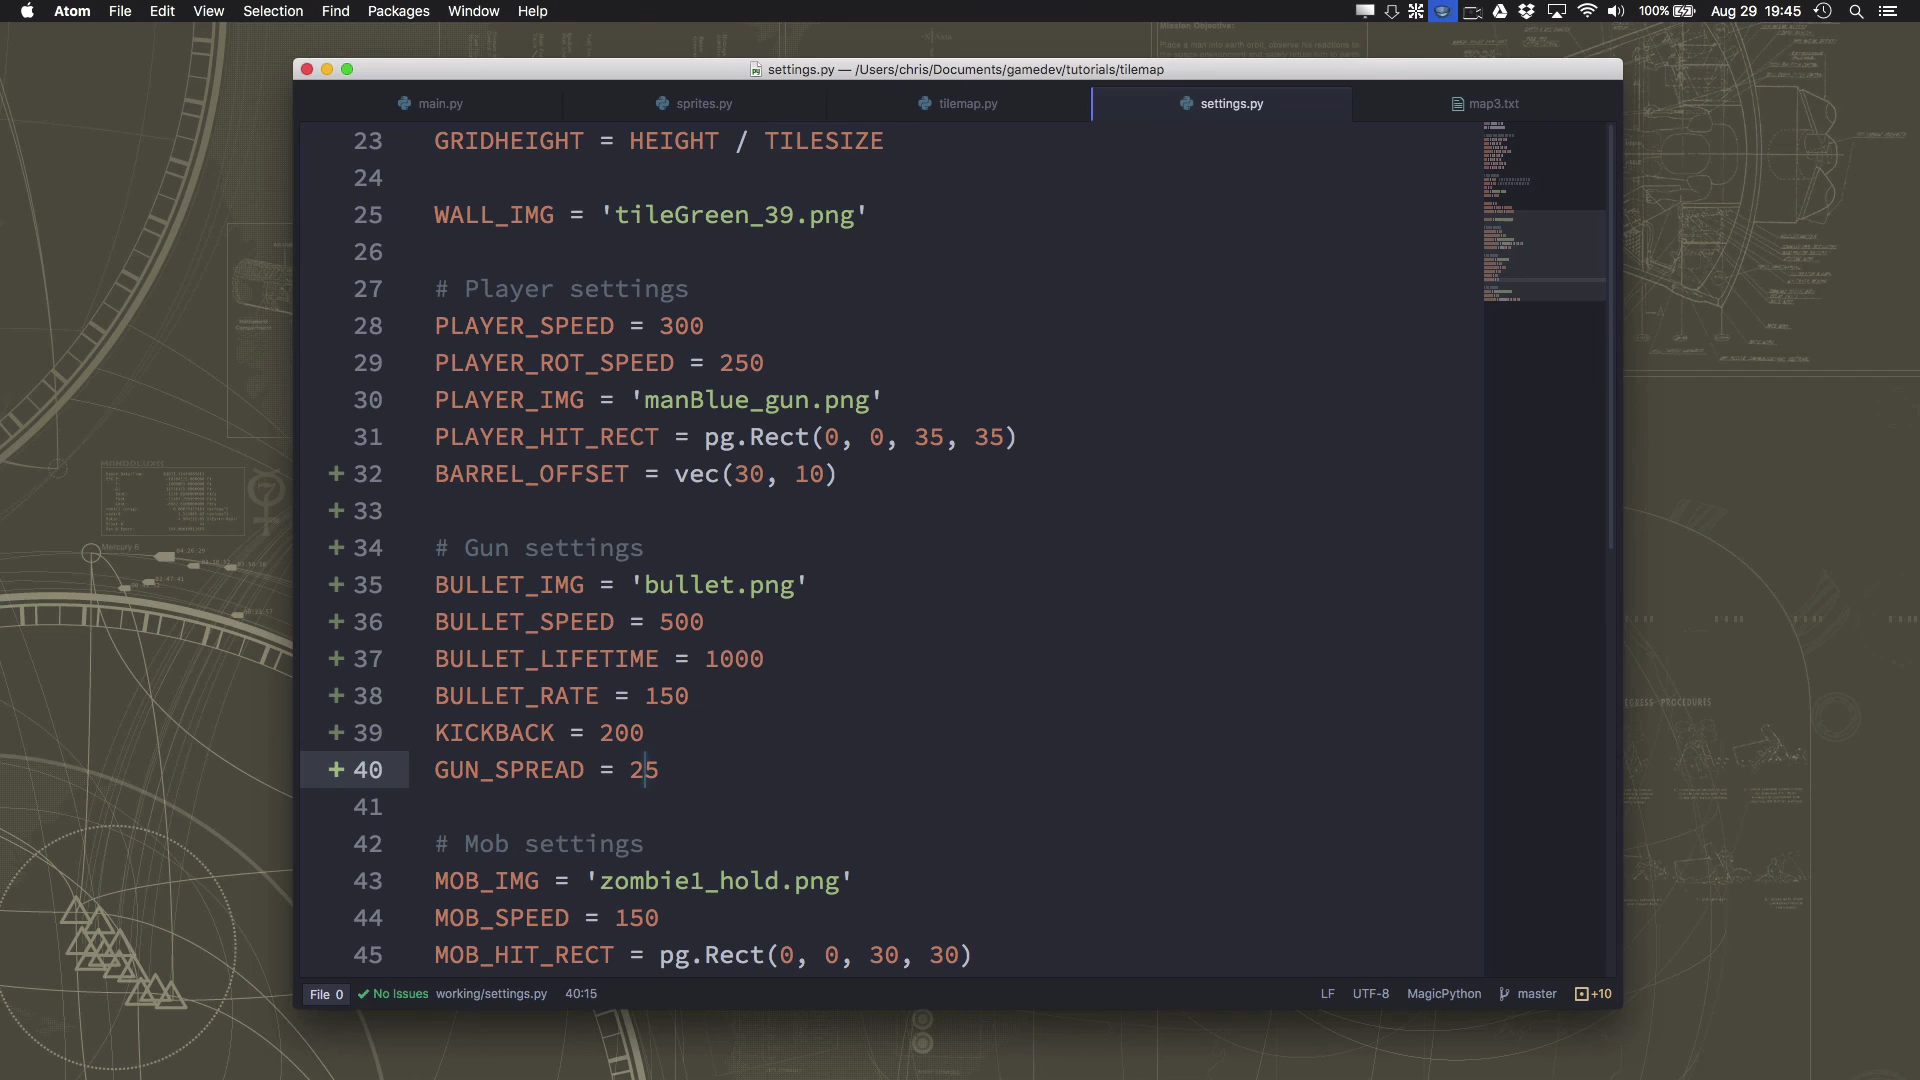 Atom File Edit View Selection Find Packages Window Help 100% Aug 29 19:45
Mission Objective:
settings.py — /Users/chris/Documents/gamedev/tutorials/tilemap
main.py sprites.py tilemap.py settings.py map3.txt
23 GRIDHEIGHT = HEIGHT / TILESIZE
24
25 WALL_IMG = 'tileGreen_39.png'
26
27 # Player settings
28 PLAYER_SPEED = 300
29 PLAYER_ROT_SPEED = 250
30 PLAYER_IMG = 'manBlue_gun.png'
31 PLAYER_HIT_RECT = pg.Rect(0, 0, 35, 35)
+ 32 BARREL_OFFSET = vec(30, 10)
+ 33
+ 34 # Gun settings
+ 35 BULLET_IMG = 'bullet.png'
+ 36 BULLET_SPEED = 500
+ 37 BULLET_LIFETIME = 1000
+ 38 BULLET_RATE = 150
+ 39 KICKBACK = 200
+ 40 GUN_SPREAD = 25
41
42 # Mob settings
43 MOB_IMG = 'zombie1_hold.png'
44 MOB_SPEED = 150
45 MOB_HIT_RECT = pg.Rect(0, 0, 30, 30)
File 0 No Issues working/settings.py 40:15 LF UTF-8 MagicPython master +10
Mercury 6
EGRESS PROCEDURES